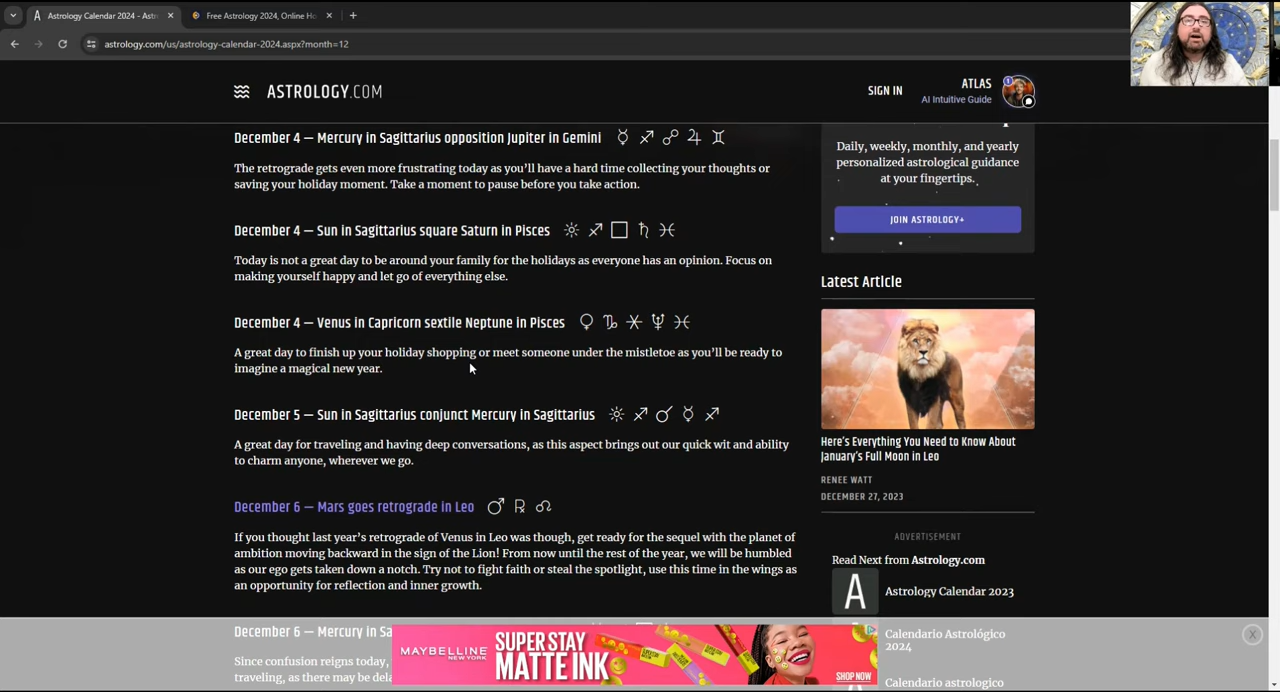 Astrology Calendar 2024 - Astr
Free Astrology 2024, Online Ho
astrology.com/us/astrology-calendar-2024.aspx?month=12
ASTROLOGY.COM
SIGN IN
ATLAS
AI Intuitive Guide
December 4 — Mercury in Sagittarius opposition Jupiter in Gemini ☿ ♐ ☍ ♃ ♊
The retrograde gets even more frustrating today as you’ll have a hard time collecting your thoughts or
saving your holiday moment. Take a moment to pause before you take action.
December 4 — Sun in Sagittarius square Saturn in Pisces ☼ ♐ □ ♄ ♓
Today is not a great day to be around your family for the holidays as everyone has an opinion. Focus on
making yourself happy and let go of everything else.
December 4 — Venus in Capricorn sextile Neptune in Pisces ♀ ♑ ⚹ ♆ ♓
A great day to finish up your holiday shopping or meet someone under the mistletoe as you’ll be ready to
imagine a magical new year.
December 5 — Sun in Sagittarius conjunct Mercury in Sagittarius ☼ ♐ ☌ ☿ ♐
A great day for traveling and having deep conversations, as this aspect brings out our quick wit and ability
to charm anyone, wherever we go.
December 6 — Mars goes retrograde in Leo ♂ ℞ ♌
If you thought last year’s retrograde of Venus in Leo was though, get ready for the sequel with the planet of
ambition moving backward in the sign of the Lion! From now until the rest of the year, we will be humbled
as our ego gets taken down a notch. Try not to fight faith or steal the spotlight, use this time in the wings as
an opportunity for reflection and inner growth.
December 6 — Mercury in Sa
Since confusion reigns today,
traveling, as there may be dela
Daily, weekly, monthly, and yearly
personalized astrological guidance
at your fingertips.
JOIN ASTROLOGY+
Latest Article
Here’s Everything You Need to Know About
January’s Full Moon in Leo
RENEE WATT
DECEMBER 27, 2023
ADVERTISEMENT
Read Next from Astrology.com
A
Astrology Calendar 2023
Calendario Astrológico
2024
Calendario astrologico
MAYBELLINE
NEW YORK
SUPER STAY
MATTE INK
SHOP NOW